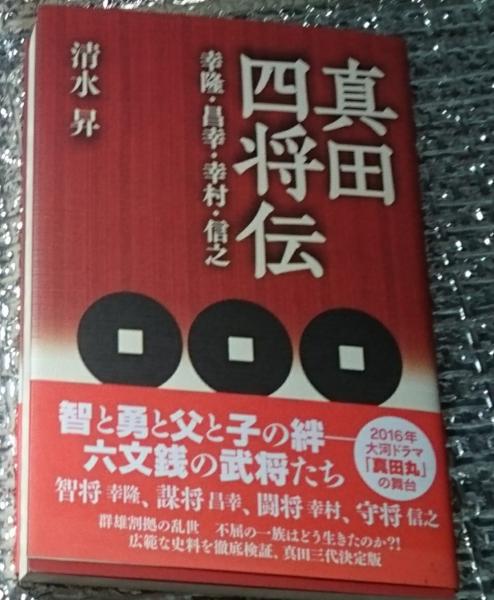 真田
四将伝
幸隆・昌幸・幸村・信之
清水 昇
智と勇と父と子の絆──
六文銭の武将たち
智将 幸隆、謀将 昌幸、闘将 幸村、守将 信之
群雄割拠の乱世　不屈の一族はどう生きたのか?!
広範な史料を徹底検証、真田三代決定版
2016年
大河ドラマ
「真田丸」
の舞台